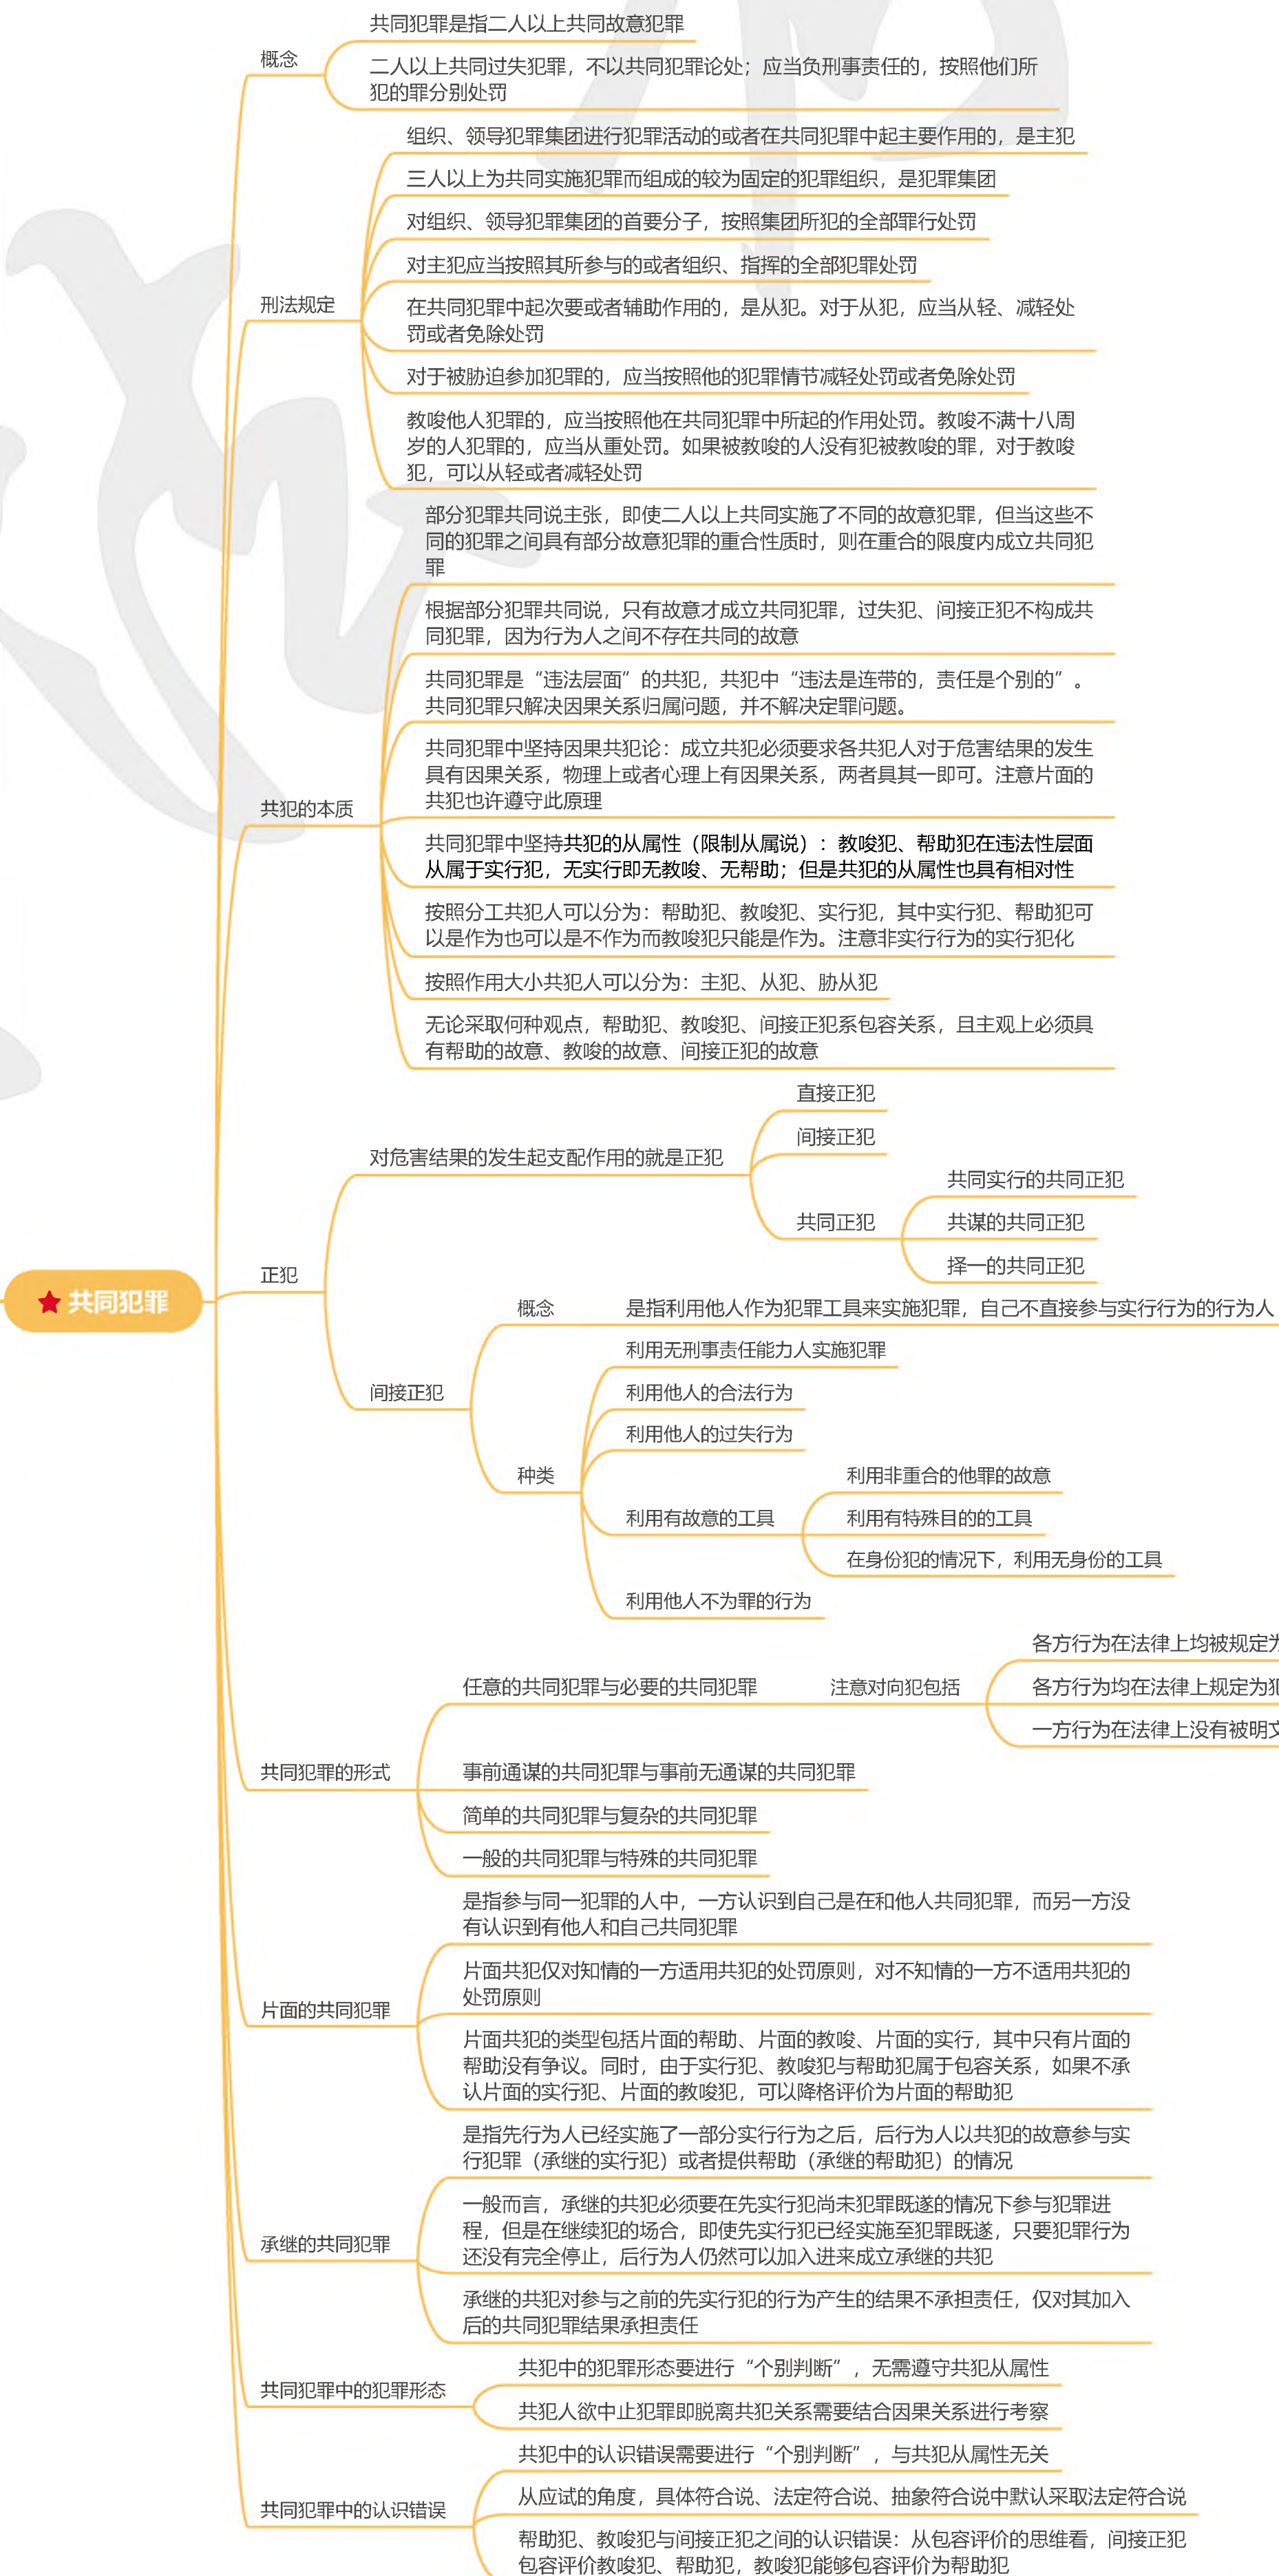 共同犯罪是指二人以上共同故意犯罪
概念
二人以上共同过失犯罪，不以共同犯罪论处；应当负刑事责任的，按照他们所
犯的罪分别处罚
组织、领导犯罪集团进行犯罪活动的或者在共同犯罪中起主要作用的，是主犯
三人以上为共同实施犯罪而组成的较为固定的犯罪组织，是犯罪集团
对组织、领导犯罪集团的首要分子，按照集团所犯的全部罪行处罚
对主犯应当按照其所参与的或者组织、指挥的全部犯罪处罚
刑法规定
在共同犯罪中起次要或者辅助作用的，是从犯。对于从犯，应当从轻、减轻处
罚或者免除处罚
对于被胁迫参加犯罪的，应当按照他的犯罪情节减轻处罚或者免除处罚
教唆他人犯罪的，应当按照他在共同犯罪中所起的作用处罚。教唆不满十八周
岁的人犯罪的，应当从重处罚。如果被教唆的人没有犯被教唆的罪，对于教唆
犯，可以从轻或者减轻处罚
部分犯罪共同说主张，即使二人以上共同实施了不同的故意犯罪，但当这些不
同的犯罪之间具有部分故意犯罪的重合性质时，则在重合的限度内成立共同犯
罪
根据部分犯罪共同说，只有故意才成立共同犯罪，过失犯、间接正犯不构成共
同犯罪，因为行为人之间不存在共同的故意
共同犯罪是“违法层面”的共犯，共犯中“违法是连带的，责任是个别的”。
共同犯罪只解决因果关系归属问题，并不解决定罪问题。
共同犯罪中坚持因果共犯论：成立共犯必须要求各共犯人对于危害结果的发生
具有因果关系，物理上或者心理上有因果关系，两者具其一即可。注意片面的
共犯也许遵守此原理
共犯的本质
共同犯罪中坚持共犯的从属性（限制从属说）：教唆犯、帮助犯在违法性层面
从属于实行犯，无实行即无教唆、无帮助；但是共犯的从属性也具有相对性
按照分工共犯人可以分为：帮助犯、教唆犯、实行犯，其中实行犯、帮助犯可
以是作为也可以是不作为而教唆犯只能是作为。注意非实行行为的实行犯化
按照作用大小共犯人可以分为：主犯、从犯、胁从犯
无论采取何种观点，帮助犯、教唆犯、间接正犯系包容关系，且主观上必须具
有帮助的故意、教唆的故意、间接正犯的故意
直接正犯
间接正犯
对危害结果的发生起支配作用的就是正犯
共同实行的共同正犯
共同正犯
共谋的共同正犯
择一的共同正犯
正犯
共同犯罪
概念
是指利用他人作为犯罪工具来实施犯罪，自己不直接参与实行行为的行为人
利用无刑事责任能力人实施犯罪
间接正犯
利用他人的合法行为
利用他人的过失行为
种类
利用非重合的他罪的故意
利用有故意的工具
利用有特殊目的的工具
在身份犯的情况下，利用无身份的工具
利用他人不为罪的行为
各方行为在法律上均被规定为
任意的共同犯罪与必要的共同犯罪
注意对向犯包括
各方行为均在法律上规定为犯
一方行为在法律上没有被明文
共同犯罪的形式
事前通谋的共同犯罪与事前无通谋的共同犯罪
简单的共同犯罪与复杂的共同犯罪
一般的共同犯罪与特殊的共同犯罪
是指参与同一犯罪的人中，一方认识到自己是在和他人共同犯罪，而另一方没
有认识到有他人和自己共同犯罪
片面共犯仅对知情的一方适用共犯的处罚原则，对不知情的一方不适用共犯的
处罚原则
片面的共同犯罪
片面共犯的类型包括片面的帮助、片面的教唆、片面的实行，其中只有片面的
帮助没有争议。同时，由于实行犯、教唆犯与帮助犯属于包容关系，如果不承
认片面的实行犯、片面的教唆犯，可以降格评价为片面的帮助犯
是指先行为人已经实施了一部分实行行为之后，后行为人以共犯的故意参与实
行犯罪（承继的实行犯）或者提供帮助（承继的帮助犯）的情况
一般而言，承继的共犯必须要在先实行犯尚未犯罪既遂的情况下参与犯罪进
程，但是在继续犯的场合，即使先实行犯已经实施至犯罪既遂，只要犯罪行为
还没有完全停止，后行为人仍然可以加入进来成立承继的共犯
承继的共同犯罪
承继的共犯对参与之前的先实行犯的行为产生的结果不承担责任，仅对其加入
后的共同犯罪结果承担责任
共犯中的犯罪形态要进行“个别判断”，无需遵守共犯从属性
共同犯罪中的犯罪形态
共犯人欲中止犯罪即脱离共犯关系需要结合因果关系进行考察
共犯中的认识错误需要进行“个别判断”，与共犯从属性无关
从应试的角度，具体符合说、法定符合说、抽象符合说中默认采取法定符合说
共同犯罪中的认识错误
帮助犯、教唆犯与间接正犯之间的认识错误：从包容评价的思维看，间接正犯
包容评价教唆犯、帮助犯，教唆犯能够包容评价为帮助犯